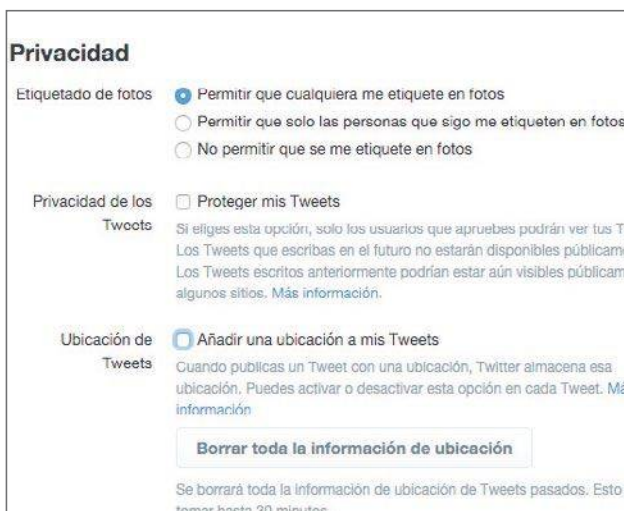 Privacidad
Etiquetado de fotos
Permitir que cualquiera me etiquete en fotos
Permitir que solo las personas que sigo me etiqueten en fotos
No permitir que se me etiquete en fotos
Privacidad de los
Tweets
Proteger mis Tweets
Si eliges esta opción, solo los usuarios que apruebes podrán ver tus T
Los Tweets que escribas en el futuro no estarán disponibles públicame
Los Tweets escritos anteriormente podrían estar aún visibles públicam
algunos sitios. Más información.
Ubicación de
Tweets
Añadir una ubicación a mis Tweets
Cuando publicas un Tweet con una ubicación, Twitter almacena esa
ubicación. Puedes activar o desactivar esta opción en cada Tweet. Má
información
Borrar toda la información de ubicación
Se borrará toda la información de ubicación de Tweets pasados. Esto
tomar hasta 30 minutos